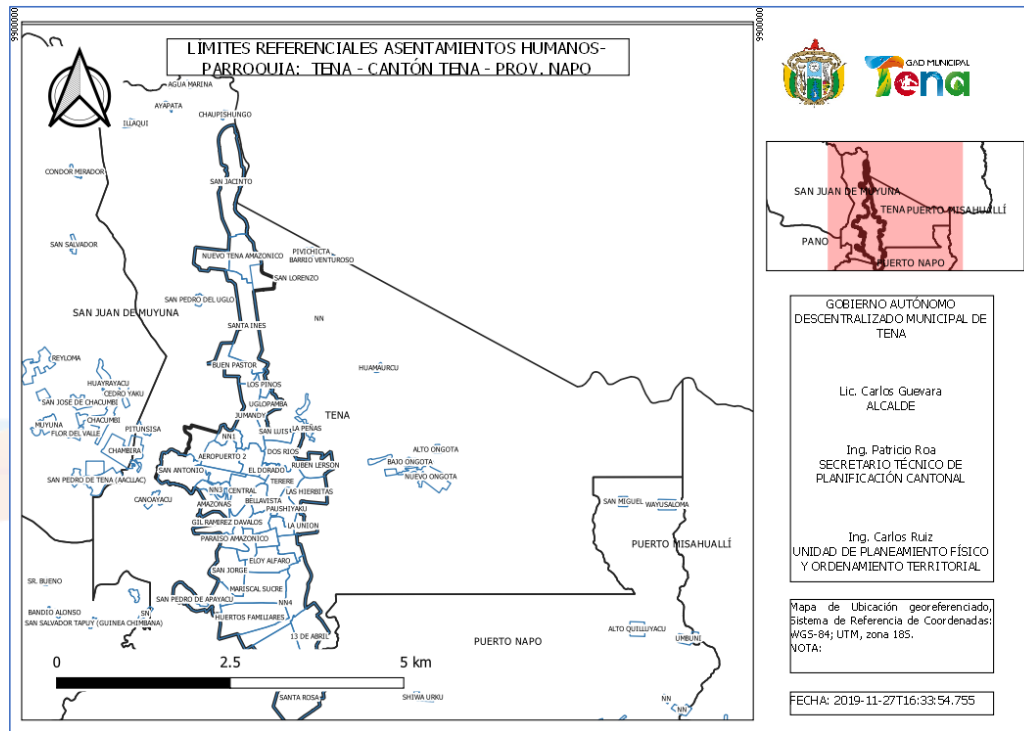 9900000
9900000
LÍMITES REFERENCIALES ASENTAMIENTOS HUMANOS-
PARROQUIA: TENA - CANTÓN TENA - PROV. NAPO
GAD MUNICIPAL
Tena
AGUA MARINA
AYAPATA
ILLAQUI
CHAUPISHUNGO
CONDOR MIRADOR
SAN JACINTO
SAN SALVADOR
NUEVO TENA AMAZONICO
PIVICHICTA
BARRIO VENTUROSO
SAN LORENZO
SAN PEDRO DEL UGLO
SAN JUAN DE MUYUNA
NN
SANTA INES
REYLOMA
BUEN PASTOR
HUAMAURCU
HUAYRAYACU
CEDRO YAKU
LOS PINOS
SAN JOSE DE CHACUMBI
UGLOPAMBA
JUMANDY
TENA
CHACUMBI
MUYUNA
FLOR DEL VALLE
PITUNSISA
SAN LUIS
LA PEÑAS
NN1
CHAMBIRA
DOS RIOS
ALTO ONGOTA
AERDPUERTO 2
BAJO ONGOTA
RUBEN LERSON
SAN ANTONIO
ELDORADO
NUEVO ONGOTA
SAN PEDRO DE TENA (AACLLAC)
TERERE
NN3
CENTRAL
LAS HIERBITAS
CANOAYACU
AMAZONAS
BELLAVISTA
PAUSHIYAKU
SAN MIGUEL
WAYUSALOMA
GIL RAMIREZ DAVALOS
LA UNION
PARAISO AMAZONICO
PUERTO MISAHUALLÍ
ELOY ALFARO
SAN JORGE
SR. BUENO
MARISCAL SUCRE
SAN PEDRO DE APAYACU
NN4
BANDIO ALONSO
SN
HUERTOS FAMILIARES
SAN SALVADOR TAPUY (GUINEA CHIMBANA)
13 DE ABRIL
PUERTO NAPO
ALTO QUILLUYACU
UMBUNI
0
2.5
5 km
SANTA ROSA
SHIWA URKU
NN
NN
SAN JUAN DE MUYUNA
TENA
PUERTO MISAHUALLÍ
PANO
PUERTO NAPO
GOBIERNO AUTÓNOMO
DESCENTRALIZADO MUNICIPAL DE
TENA
Lic. Carlos Guevara
ALCALDE
Ing. Patricio Roa
SECRETARIO TÉCNICO DE
PLANIFICACIÓN CANTONAL
Ing. Carlos Ruiz
UNIDAD DE PLANEAMIENTO FÍSICO
Y ORDENAMIENTO TERRITORIAL
Mapa de Ubicación georeferenciado,
Sistema de Referencia de Coordenadas:
WGS-84; UTM, zona 18S.
NOTA:
FECHA: 2019-11-27T16:33:54.755